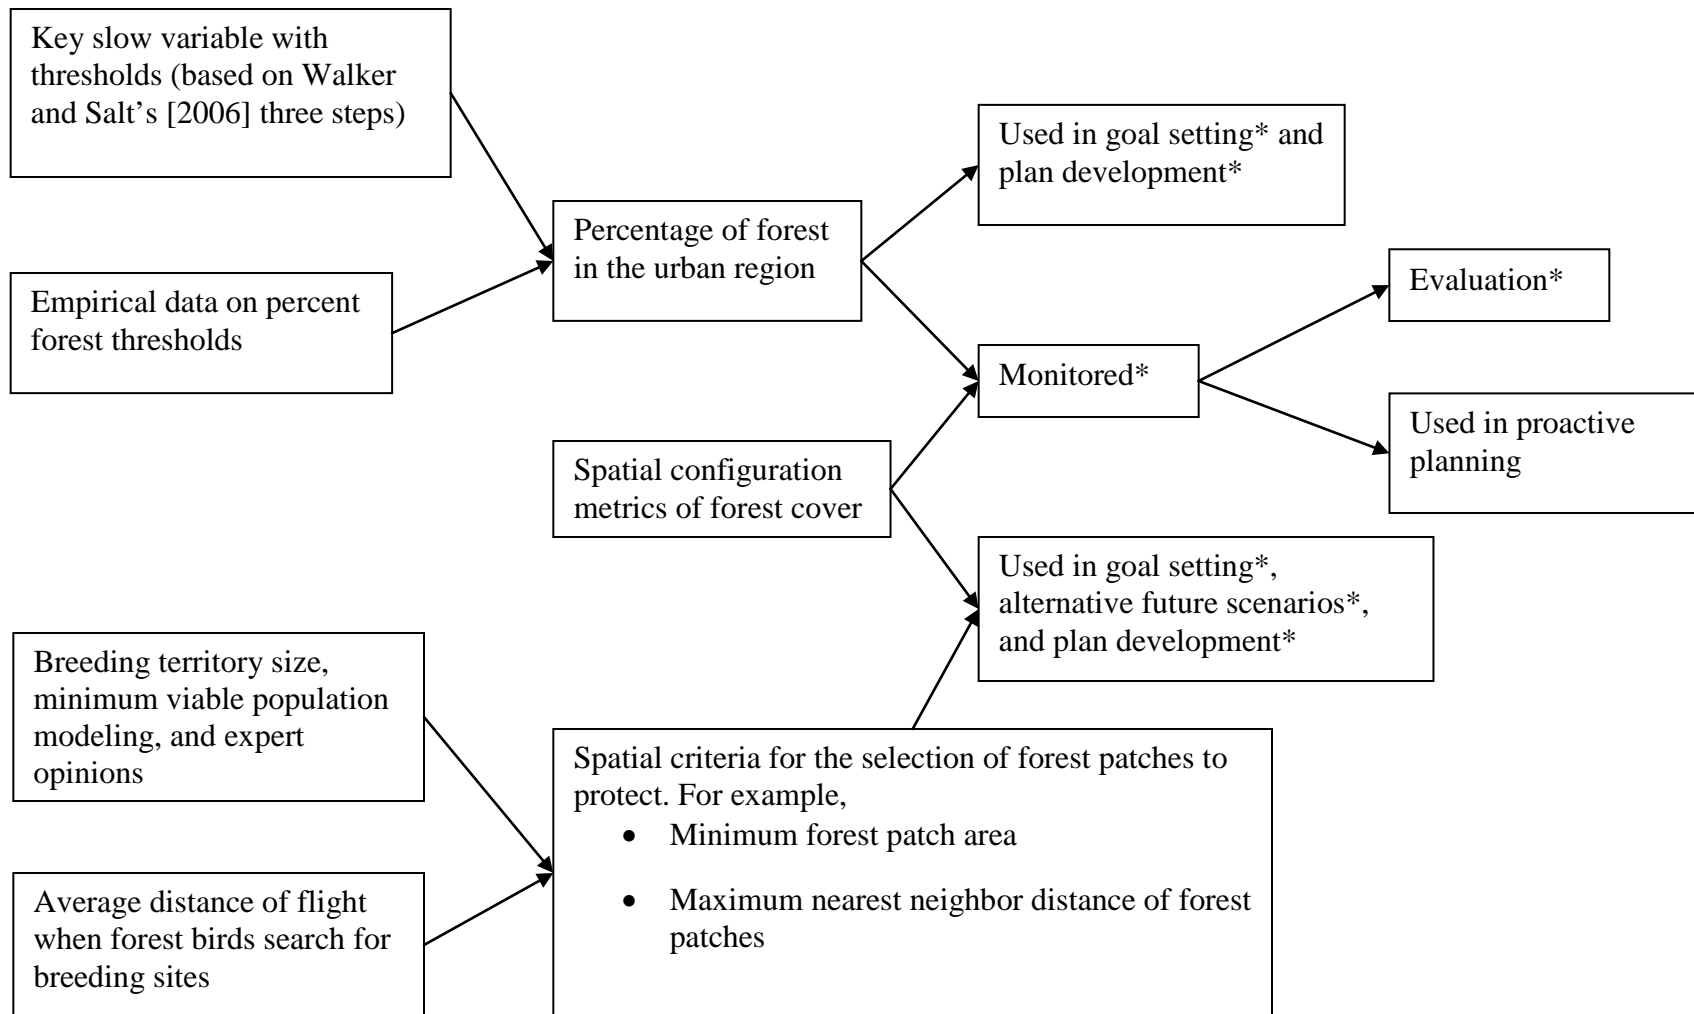 Key slow variable with
thresholds (based on Walker
and Salt’s [2006] three steps)
Empirical data on percent
forest thresholds
Percentage of forest
in the urban region
Used in goal setting* and
plan development*
Evaluation*
Monitored*
Used in proactive
planning
Spatial configuration
metrics of forest cover
Used in goal setting*,
alternative future scenarios*,
and plan development*
Breeding territory size,
minimum viable population
modeling, and expert
opinions
Average distance of flight
when forest birds search for
breeding sites
Spatial criteria for the selection of forest patches to
protect. For example,
• Minimum forest patch area
• Maximum nearest neighbor distance of forest
patches